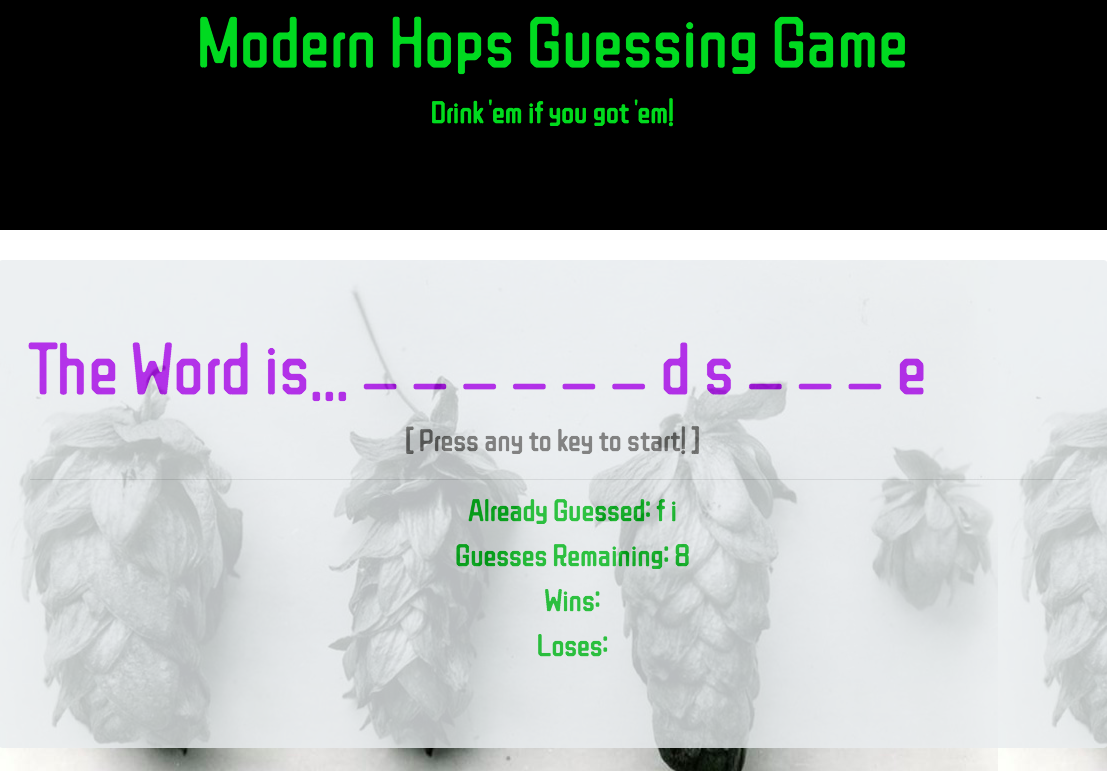 Modern Hops Guessing Game
Drink 'em if you got 'em!
The Word is... _ _ _ _ _ _ d s _ _ _ e
[ Press any to key to start! ]
Already Guessed: f i
Guesses Remaining: 8
Wins:
Loses: